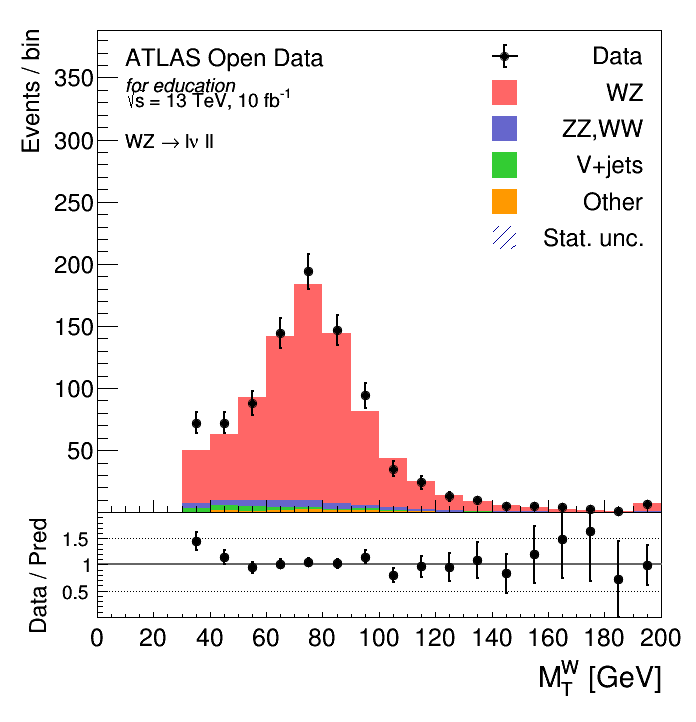 Events / bin
350
300
250
200
150
100
50
ATLAS Open Data
for education
√s = 13 TeV, 10 fb⁻¹
WZ → lν ll
Data
WZ
ZZ,WW
V+jets
Other
Stat. unc.
Data / Pred
1.5
1
0.5
0 20 40 60 80 100 120 140 160 180 200
M_T^W [GeV]